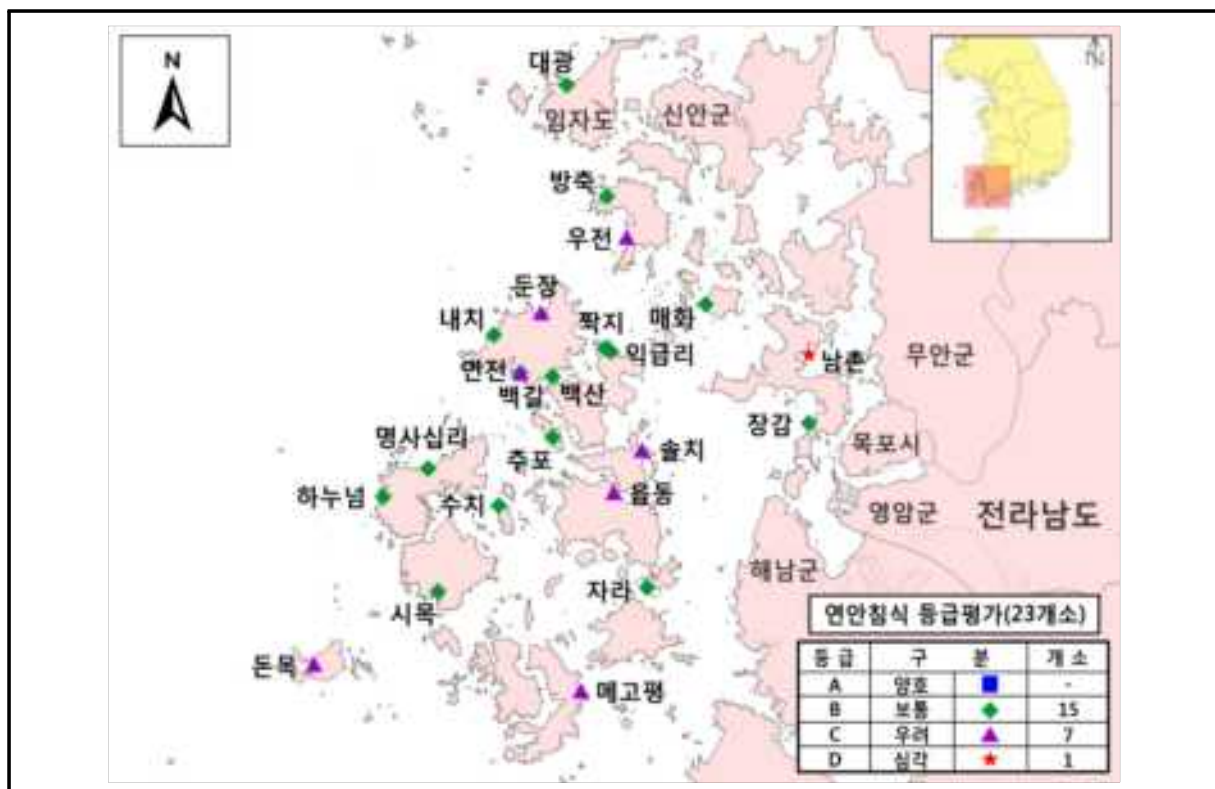 N
대광
임자도
신안군
방축
우전
둔장
내치
짝지
매화
익금리
남촌
무안군
면전
백길
백산
장감
목포시
명사십리
추포
솔치
하누넘
수치
읍동
영암군
전라남도
해남군
자라
시목
돈목
메고평
연안침식 등급평가(23개소)
등 급 구 분 개 소
A 양호 -
B 보통 15
C 우려 7
D 심각 1